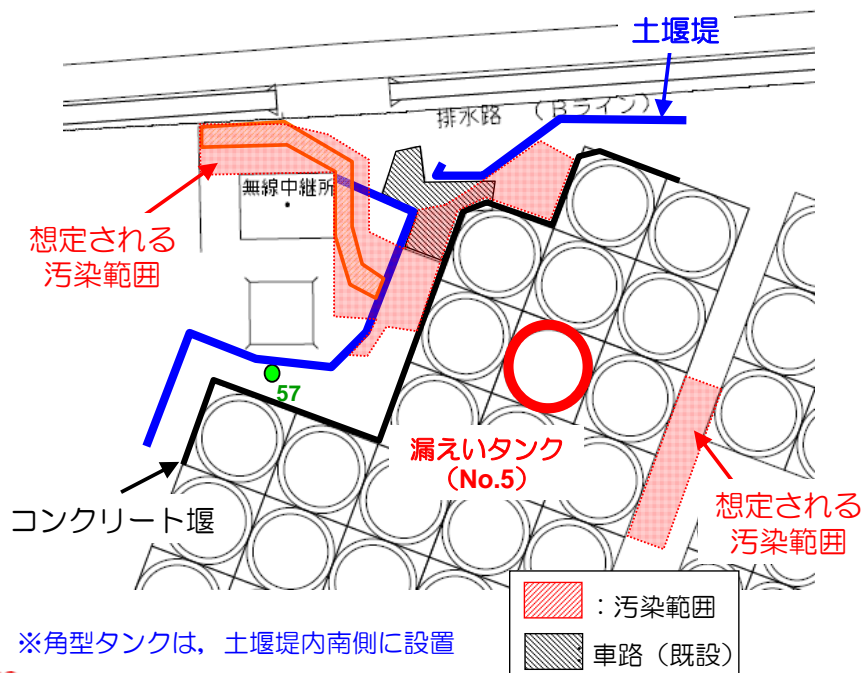 土堰堤
排水路 (Bライン)
無線中継所
想定される
汚染範囲
57
漏えいタンク
(No.5)
想定される
汚染範囲
コンクリート堰
:汚染範囲
車路(既設)
※角型タンクは,土堰堤内南側に設置